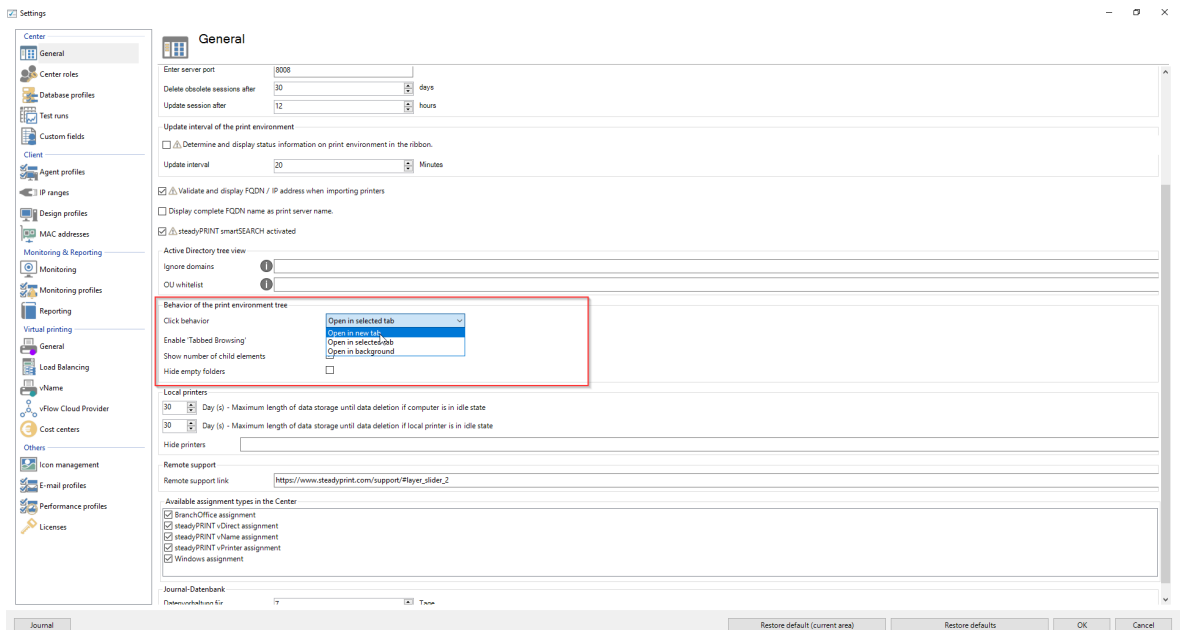 Settings
Center
General
Center roles
Database profiles
Test runs
Custom fields
Client
Agent profiles
IP ranges
Design profiles
MAC addresses
Monitoring & Reporting
Monitoring
Monitoring profiles
Reporting
Virtual printing
General
Load Balancing
vName
vFlow Cloud Provider
Cost centers
Others
Icon management
E-mail profiles
Performance profiles
Licenses
General
Enter server port 8008
Delete obsolete sessions after 30 days
Update session after 12 hours
Update interval of the print environment
Determine and display status information on print environment in the ribbon.
Update interval 20 Minutes
Validate and display FQDN / IP address when importing printers
Display complete FQDN name as print server name.
steadyPRINT smartSEARCH activated
Active Directory tree view
Ignore domains
OU whitelist
Behavior of the print environment tree
Click behavior Open in selected tab
Open in new tab
Enable 'Tabbed Browsing' Open in selected tab
Open in background
Show number of child elements
Hide empty folders
Local printers
30 Day (s) - Maximum length of data storage until data deletion if computer is in idle state
30 Day (s) - Maximum length of data storage until data deletion if local printer is in idle state
Hide printers
Remote support
Remote support link https://www.steadyprint.com/support/#layer_slider_2
Available assignment types in the Center
BranchOffice assignment
steadyPRINT vDirect assignment
steadyPRINT vName assignment
steadyPRINT vPrinter assignment
Windows assignment
Journal-Datenbank
Datenvorhaltung für 7 Tage
Journal Restore default (current area) Restore defaults OK Cancel